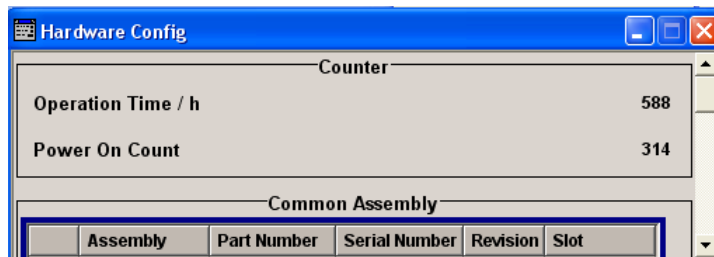 Hardware Config
Counter
Operation Time / h 588
Power On Count 314
Common Assembly
Assembly Part Number Serial Number Revision Slot